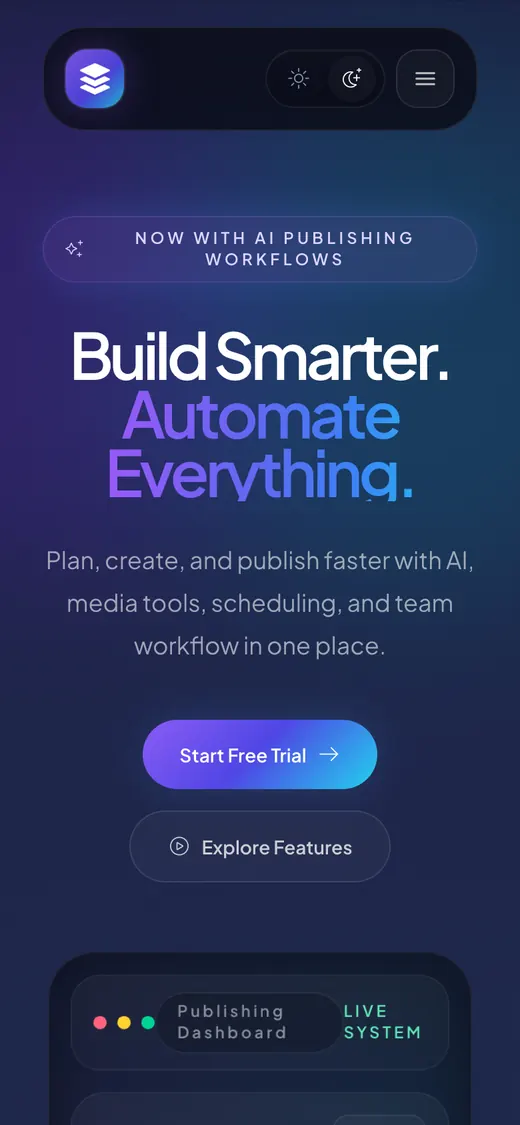 NOW WITH AI PUBLISHING
WORKFLOWS
Build Smarter.
Automate
Everything.
Plan, create, and publish faster with AI,
media tools, scheduling, and team
workflow in one place.
Start Free Trial
Explore Features
Publishing
Dashboard
LIVE
SYSTEM